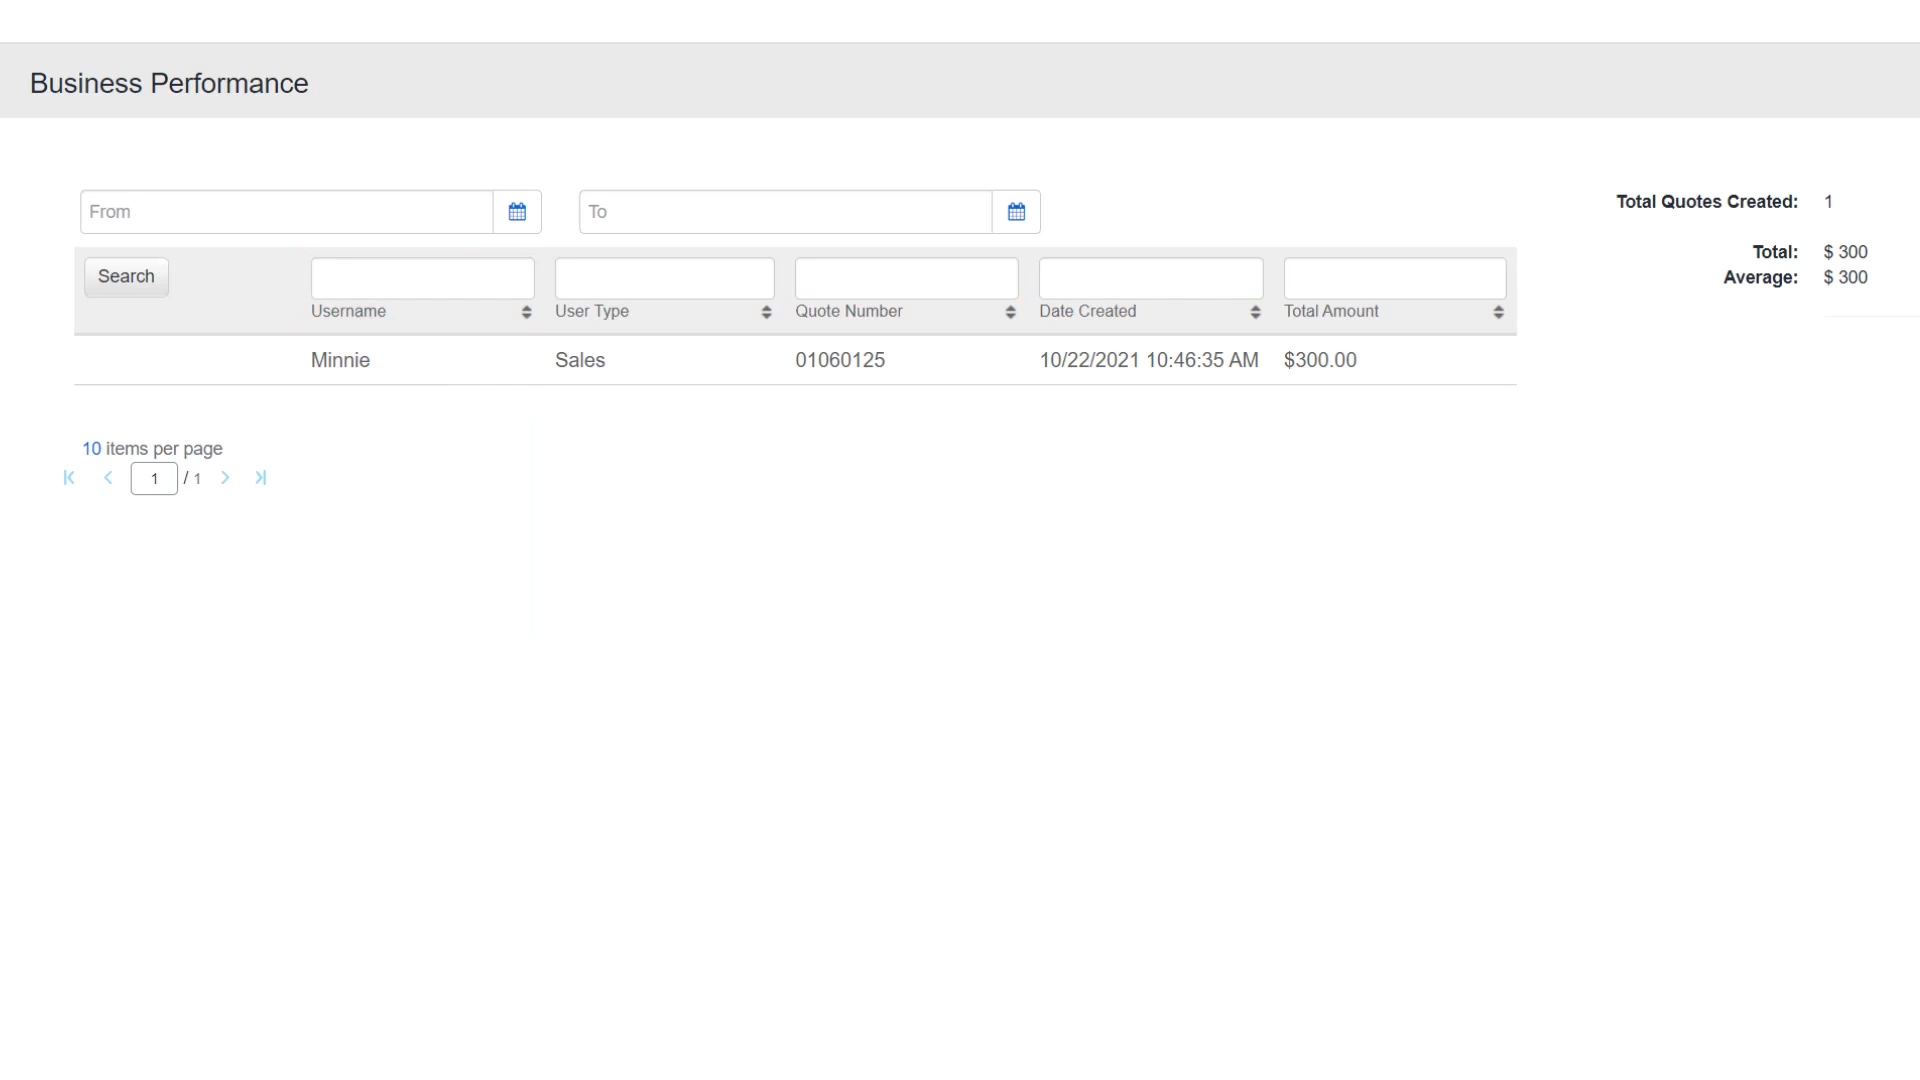 Business Performance
From To
Total Quotes Created: 1
Total: $ 300
Average: $ 300
Search
Username User Type Quote Number Date Created Total Amount
Minnie Sales 01060125 10/22/2021 10:46:35 AM $300.00
10 items per page
1 / 1